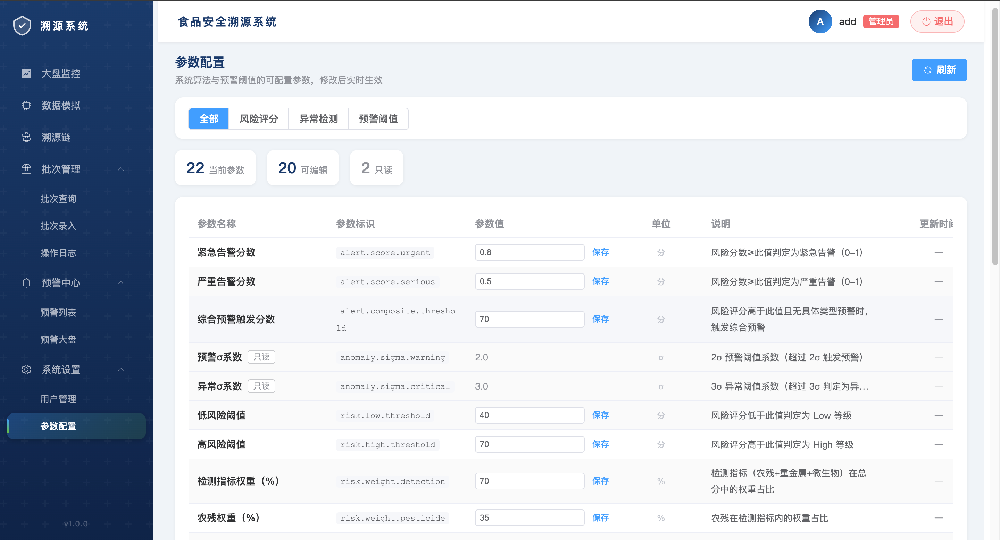 溯源系统
食品安全溯源系统
A add 管理员 退出
大盘监控
数据模拟
溯源链
批次管理
批次查询
批次录入
操作日志
预警中心
预警列表
预警大盘
系统设置
用户管理
参数配置
v1.0.0
参数配置
系统算法与预警阈值的可配置参数，修改后实时生效
刷新
全部 风险评分 异常检测 预警阈值
22 当前参数 20 可编辑 2 只读
参数名称 参数标识 参数值 单位 说明 更新时间
紧急告警分数 alert.score.urgent 0.8 保存 分 风险分数≥此值判定为紧急告警（0–1） —
严重告警分数 alert.score.serious 0.5 保存 分 风险分数≥此值判定为严重告警（0–1） —
综合预警触发分数 alert.composite.thresho
ld 70 保存 分 风险评分高于此值且无具体类型预警时，
触发综合预警 —
预警σ系数 只读 anomaly.sigma.warning 2.0 σ 2σ 预警阈值系数（超过 2σ 触发预警） —
异常σ系数 只读 anomaly.sigma.critical 3.0 σ 3σ 异常阈值系数（超过 3σ 判定为异... —
低风险阈值 risk.low.threshold 40 保存 分 风险评分低于此值判定为 Low 等级 —
高风险阈值 risk.high.threshold 70 保存 分 风险评分高于此值判定为 High 等级 —
检测指标权重（%） risk.weight.detection 70 保存 % 检测指标（农残+重金属+微生物）在总
分中的权重占比 —
农残权重（%） risk.weight.pesticide 35 保存 % 农残在检测指标内的权重占比 —